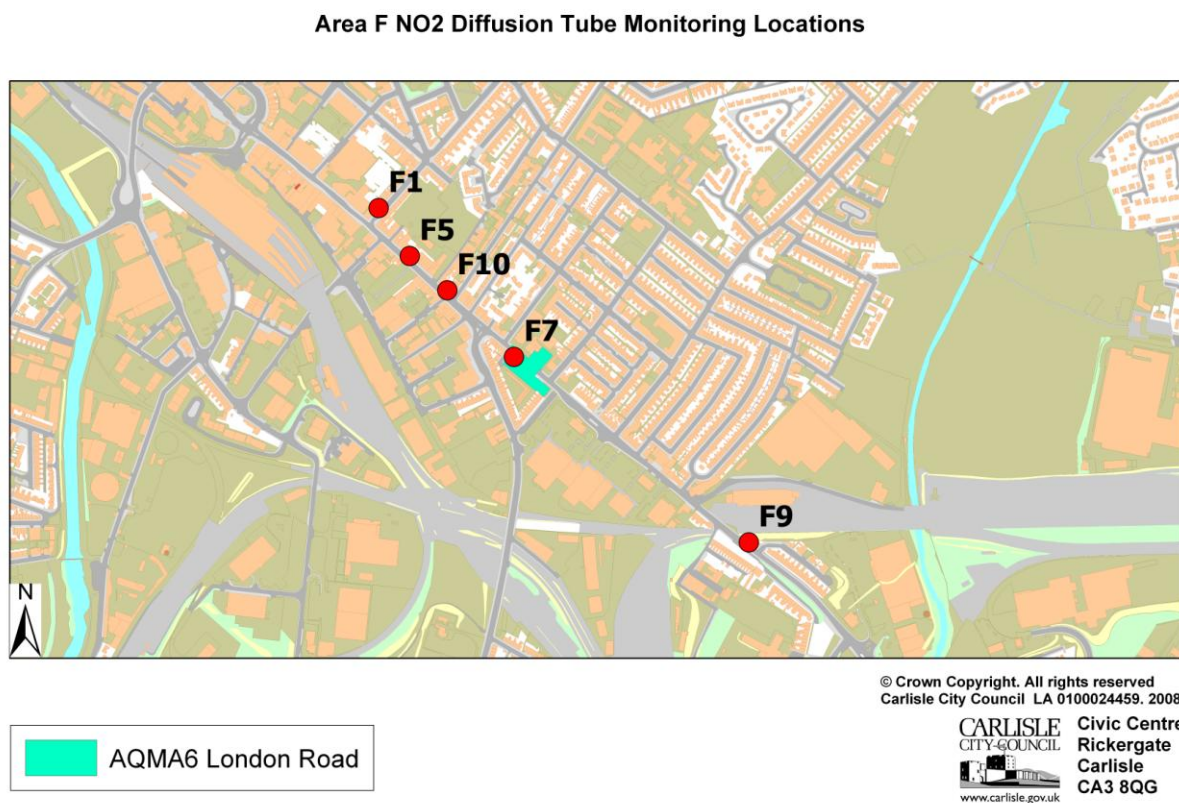 Area F NO2 Diffusion Tube Monitoring Locations
F1
F5
F10
F7
F9
N
© Crown Copyright. All rights reserved
Carlisle City Council LA 0100024459. 2008
AQMA6 London Road
CARLISLE
CITY-COUNCIL
www.carlisle.gov.uk
Civic Centre
Rickergate
Carlisle
CA3 8QG